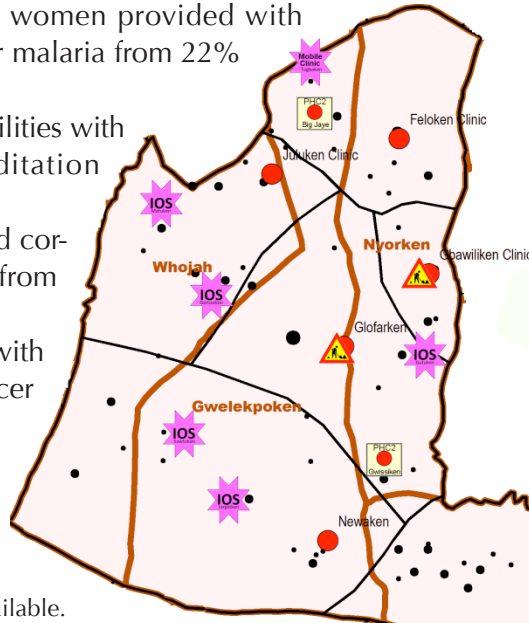 women provided with
r malaria from 22%
ilities with
ditation
d cor-
from
with
cer
ilable.
Mobile
Clinic
PHC2
Big Jaye
Feloken Clinic
Juluken Clinic
IOS
Whojah
Nyorken
Gbawiliken Clinic
IOS
Glofarken
IOS
Gwelekpoken
IOS
PHC2
Gwissiken
IOS
Newaken